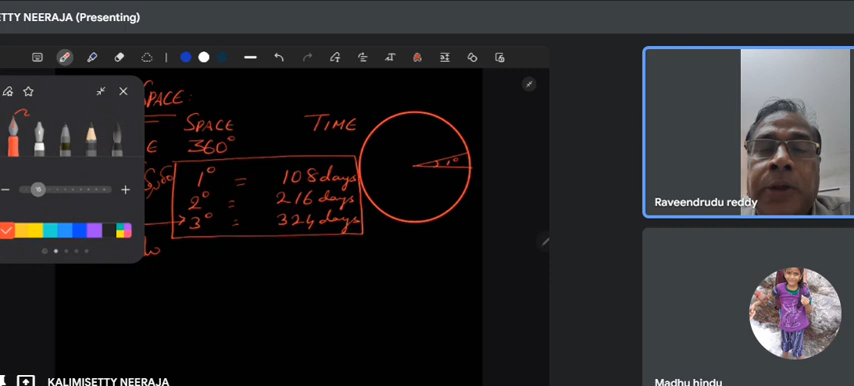 ETTY NEERAJA (Presenting)
SPACE:
SPACE TIME
E 360°
1° = 108 days
2° = 216 days
3° = 324 days
1°
Raveendrudu reddy
KALIMISETTY NEERAJA
Madhu hindu